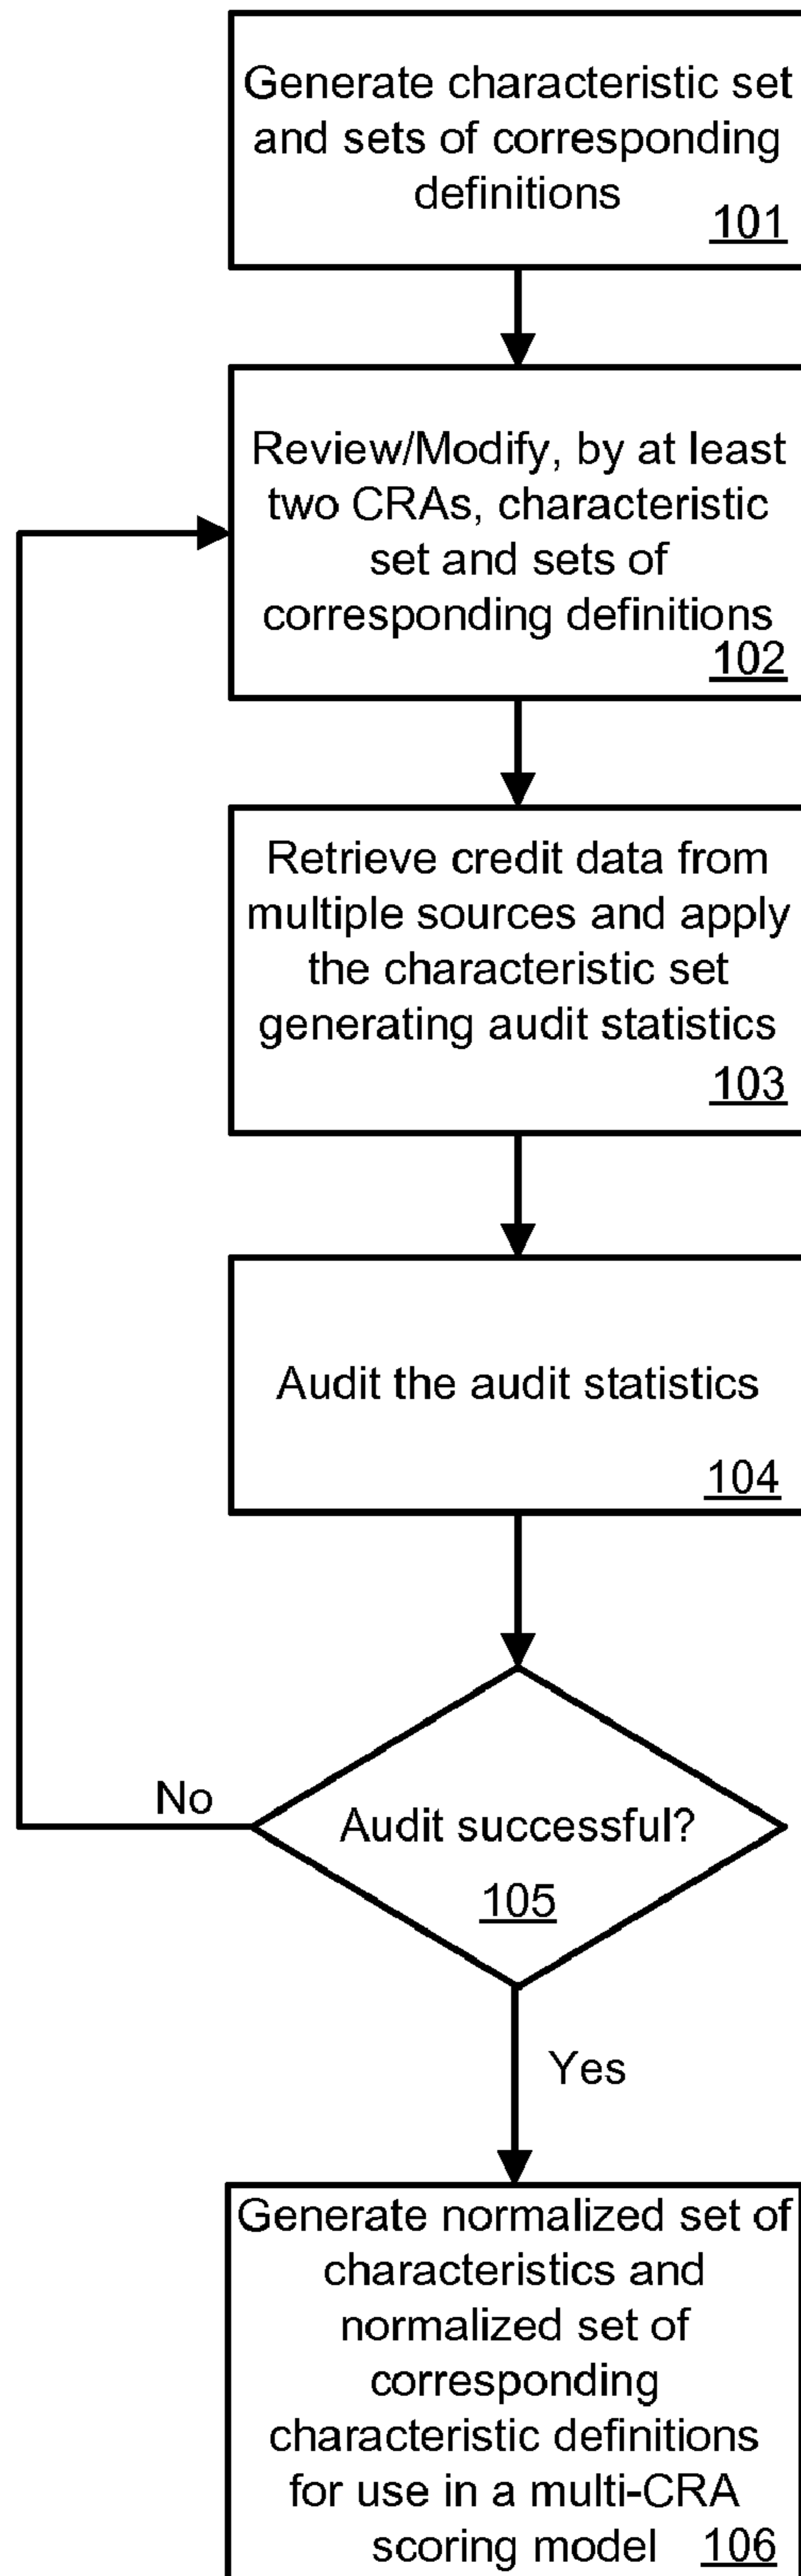 Generate characteristic set
and sets of corresponding
definitions
101
Review/Modify, by at least
two CRAs, characteristic
set and sets of
corresponding definitions
102
Retrieve credit data from
multiple sources and apply
the characteristic set
generating audit statistics
103
Audit the audit statistics
104
No
Audit successful?
105
Yes
Generate normalized set of
characteristics and
normalized set of
corresponding
characteristic definitions
for use in a multi-CRA
scoring model 106